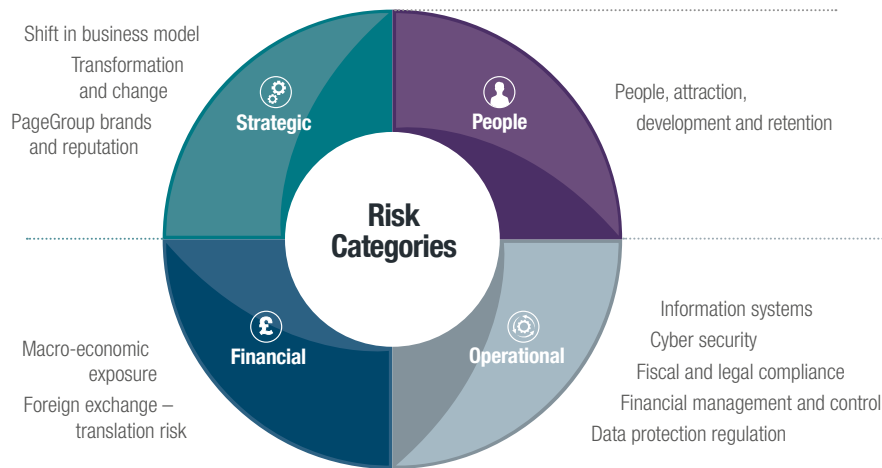 Shift in business model
Transformation
and change
PageGroup brands
and reputation
Strategic
People
People, attraction,
development and retention
Risk
Categories
Macro-economic
exposure
Foreign exchange –
translation risk
£
Financial
Operational
Information systems
Cyber security
Fiscal and legal compliance
Financial management and control
Data protection regulation